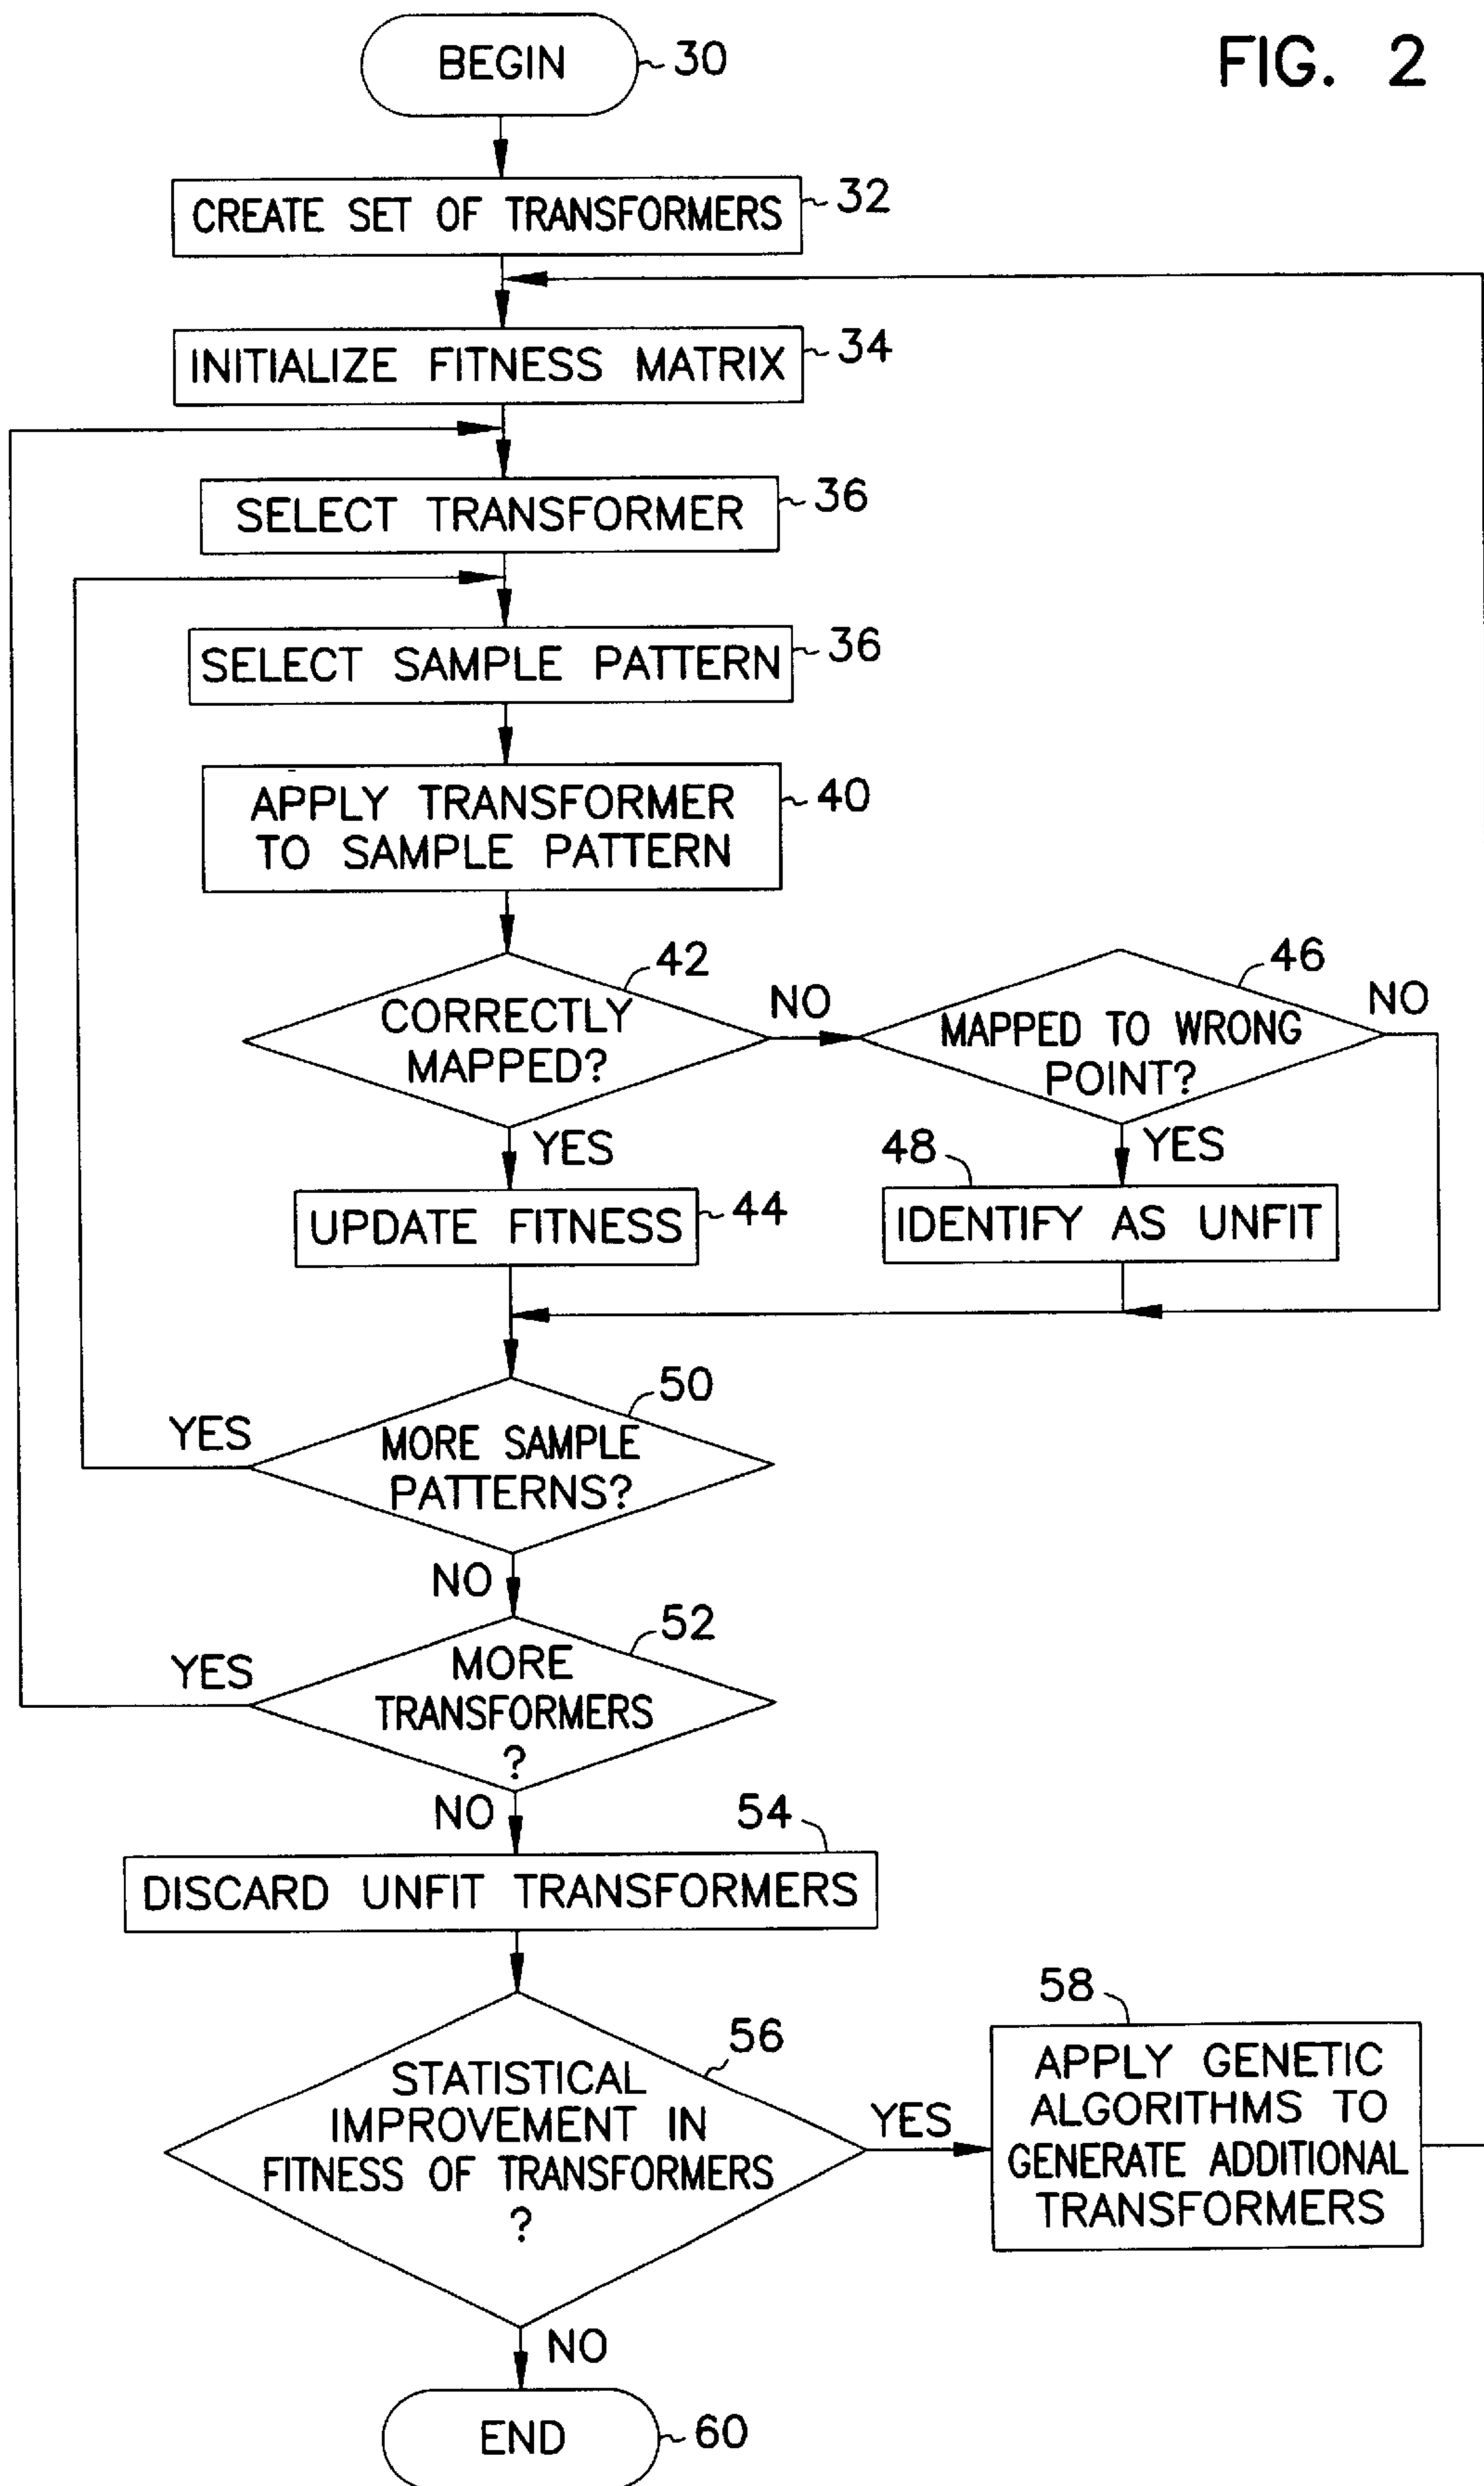 FIG. 2
BEGIN
30
CREATE SET OF TRANSFORMERS
32
INITIALIZE FITNESS MATRIX
34
SELECT TRANSFORMER
36
SELECT SAMPLE PATTERN
36
APPLY TRANSFORMER
TO SAMPLE PATTERN
40
CORRECTLY
MAPPED?
42
NO
MAPPED TO WRONG
POINT?
46
NO
YES
UPDATE FITNESS
44
YES
48
IDENTIFY AS UNFIT
50
MORE SAMPLE
PATTERNS?
YES
NO
52
MORE
TRANSFORMERS
?
YES
NO
54
DISCARD UNFIT TRANSFORMERS
56
STATISTICAL
IMPROVEMENT IN
FITNESS OF TRANSFORMERS
?
YES
58
APPLY GENETIC
ALGORITHMS TO
GENERATE ADDITIONAL
TRANSFORMERS
NO
END
60